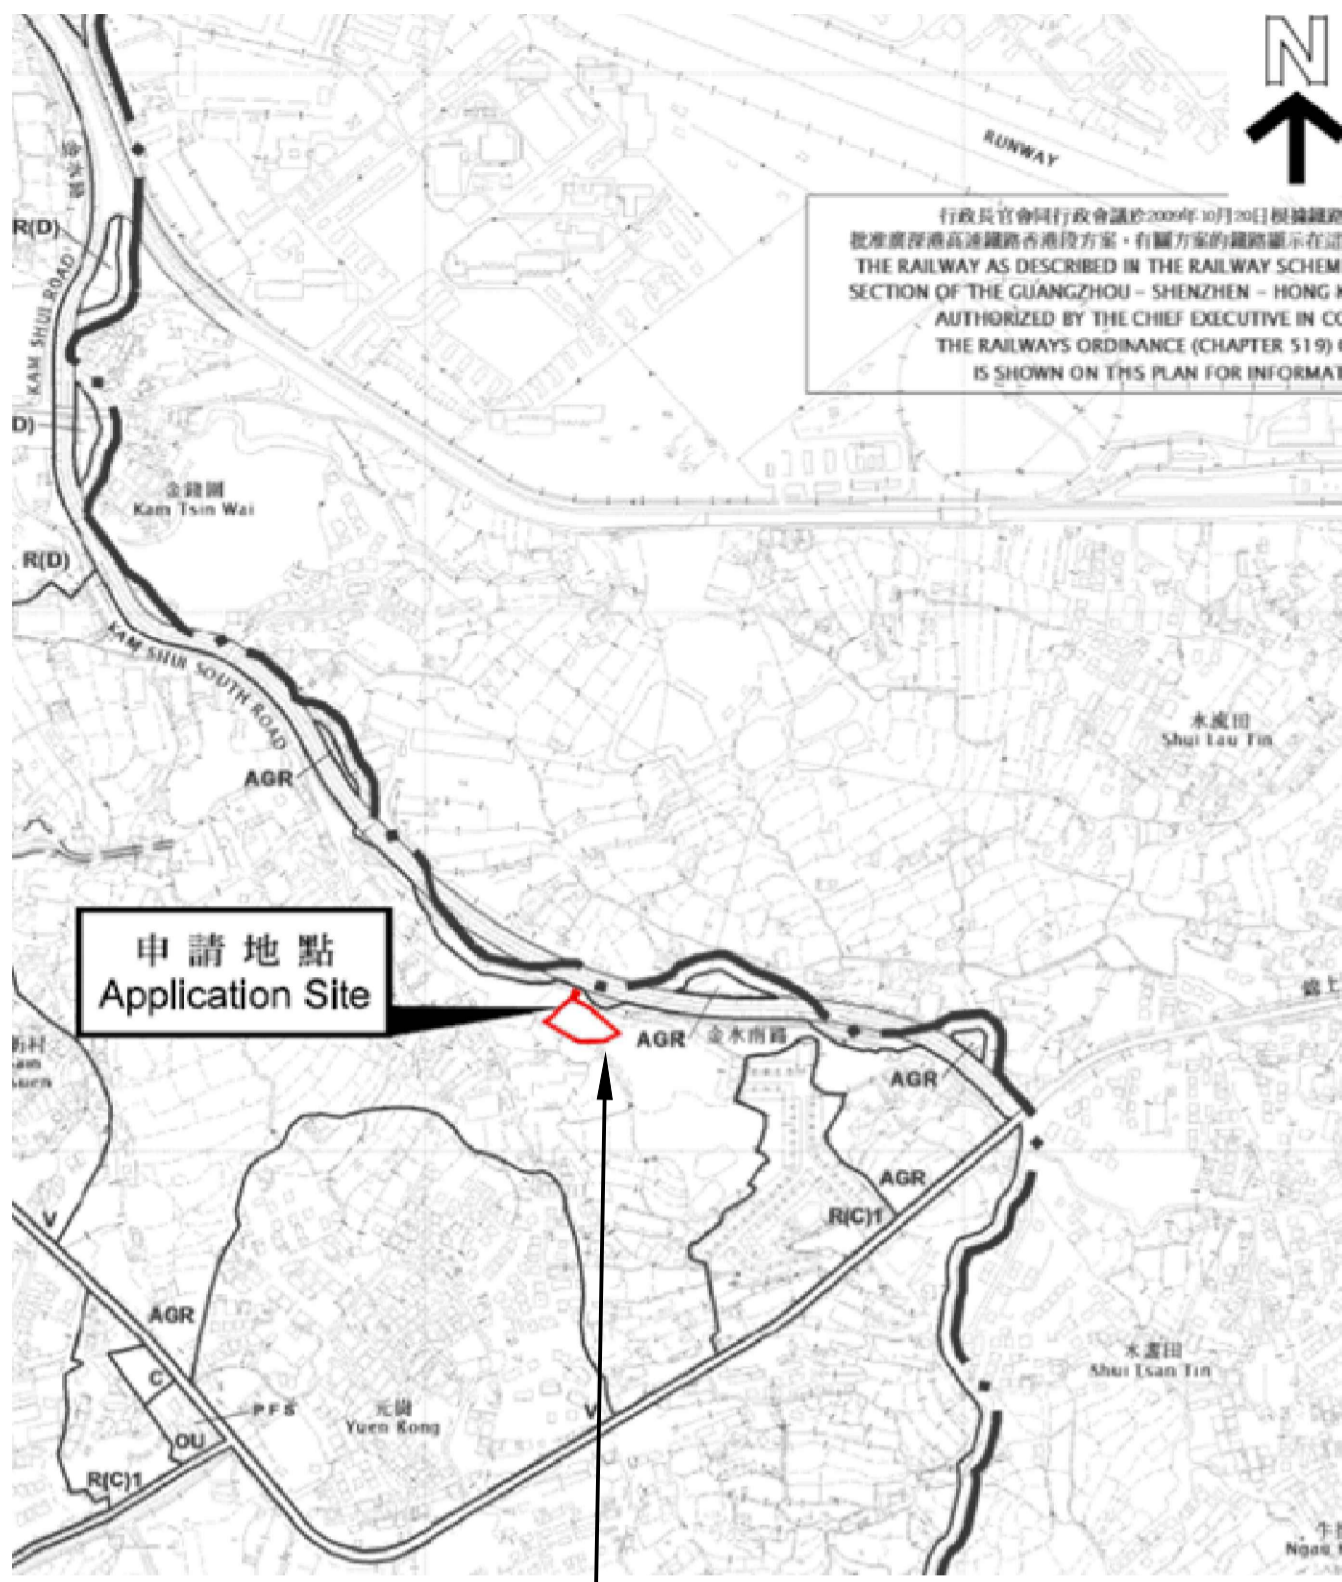 N
RUNWAY
行政長官會同行政會議於2009年10月20日根據鐵路
批准廣深港高速鐵路香港段方案，有關方案的鐵路顯示在這
THE RAILWAY AS DESCRIBED IN THE RAILWAY SCHEM
SECTION OF THE GUANGZHOU - SHENZHEN - HONG K
AUTHORIZED BY THE CHIEF EXECUTIVE IN CO
THE RAILWAYS ORDINANCE (CHAPTER 519)
IS SHOWN ON THIS PLAN FOR INFORMAT
金水路
R(D)
KAM SHUI ROAD
D)
金錢圍
Kam Tsin Wai
R(D)
KAM SHUI SOUTH ROAD
水流田
Shui Lau Tin
AGR
申請地點
Application Site
AGR
金水南路
AGR
AGR
R(C)1
V
AGR
C
PFS
OU
R(C)1
元崗
Yuen Kong
V
水盞田
Shui Tsan Tin
Ngau